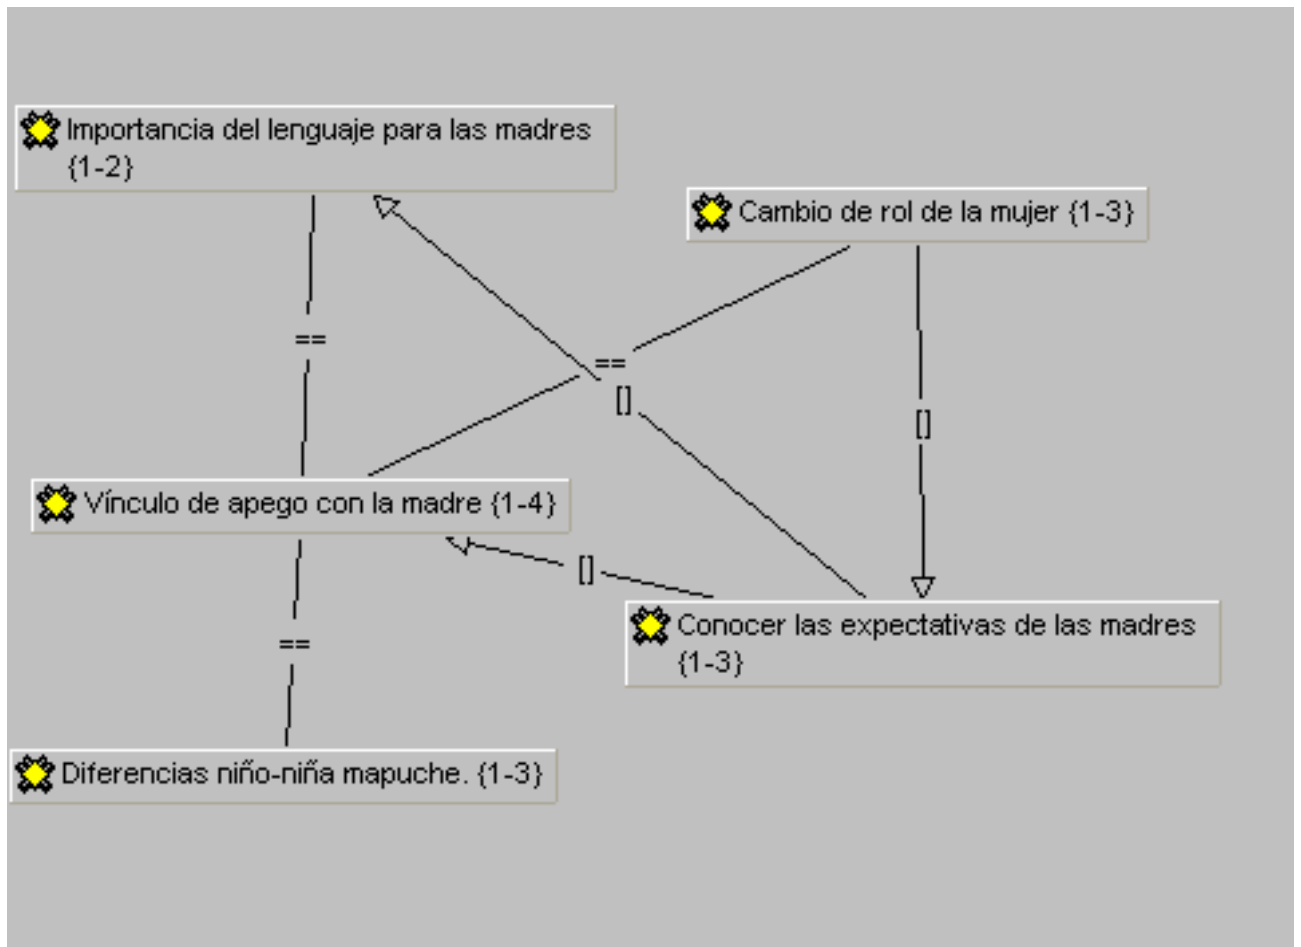 Importancia del lenguaje para las madres
{1-2}
Cambio de rol de la mujer {1-3}
==
==
[]
[]
Vínculo de apego con la madre {1-4}
[]
Conocer las expectativas de las madres
{1-3}
==
Diferencias niño-niña mapuche. {1-3}